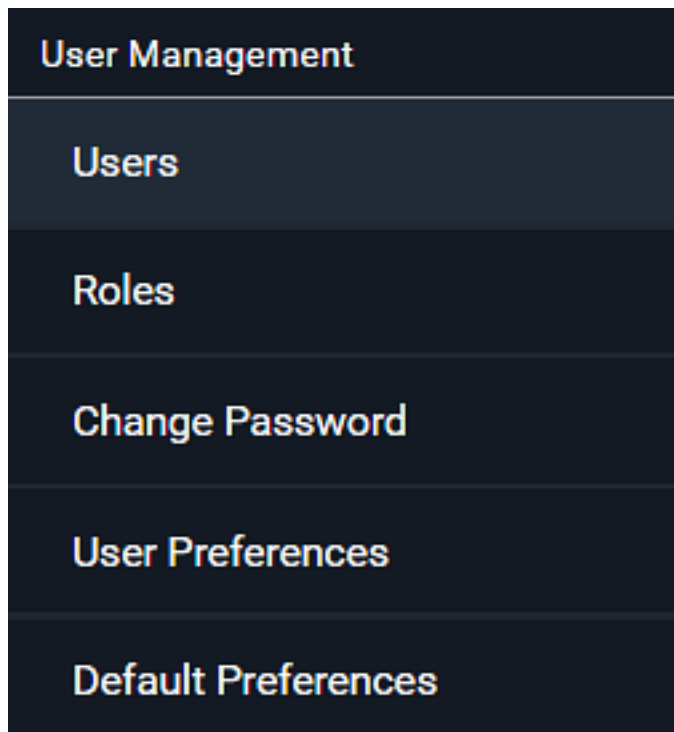 User Management
Users
Roles
Change Password
User Preferences
Default Preferences